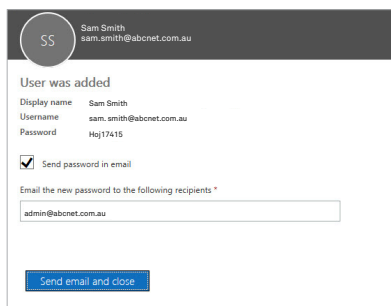 SS
Sam Smith
sam.smith@abcnet.com.au
User was added
Display name Sam Smith
Username sam. smith@abcnet.com.au
Password Hoj17415
Send password in email
Email the new password to the following recipients *
admin@abcnet.com.au
Send email and close